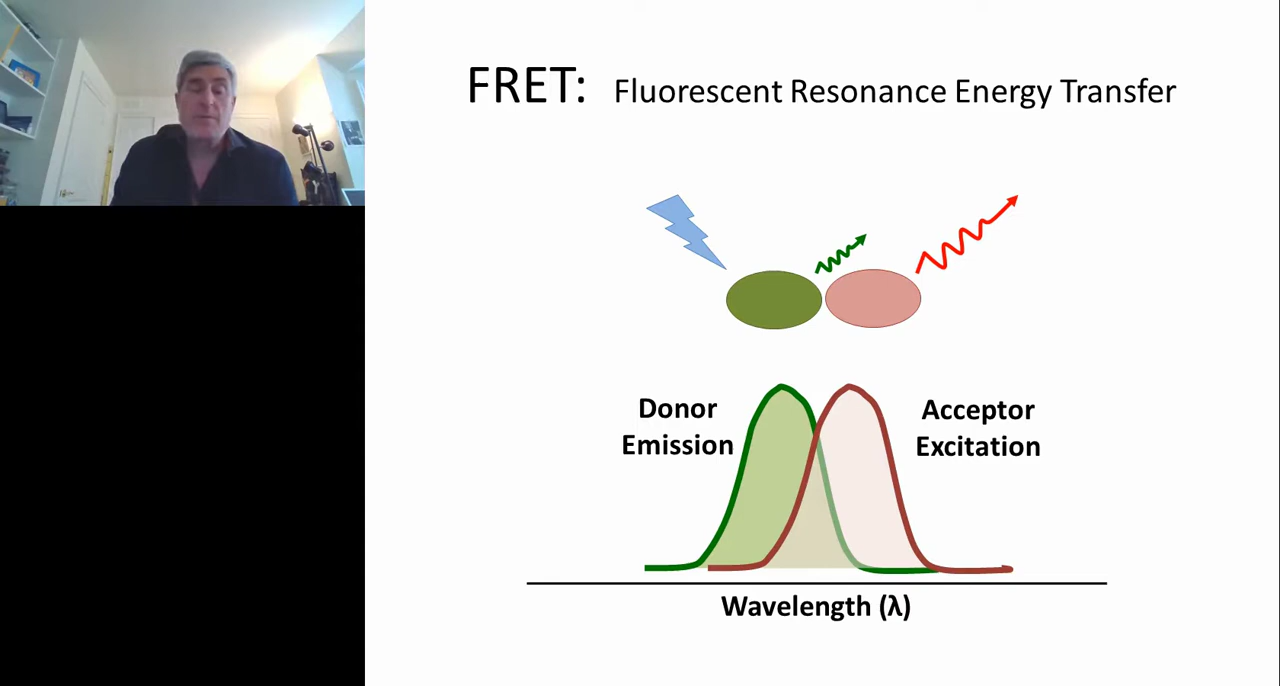 FRET: Fluorescent Resonance Energy Transfer
Donor
Emission
Acceptor
Excitation
Wavelength (λ)